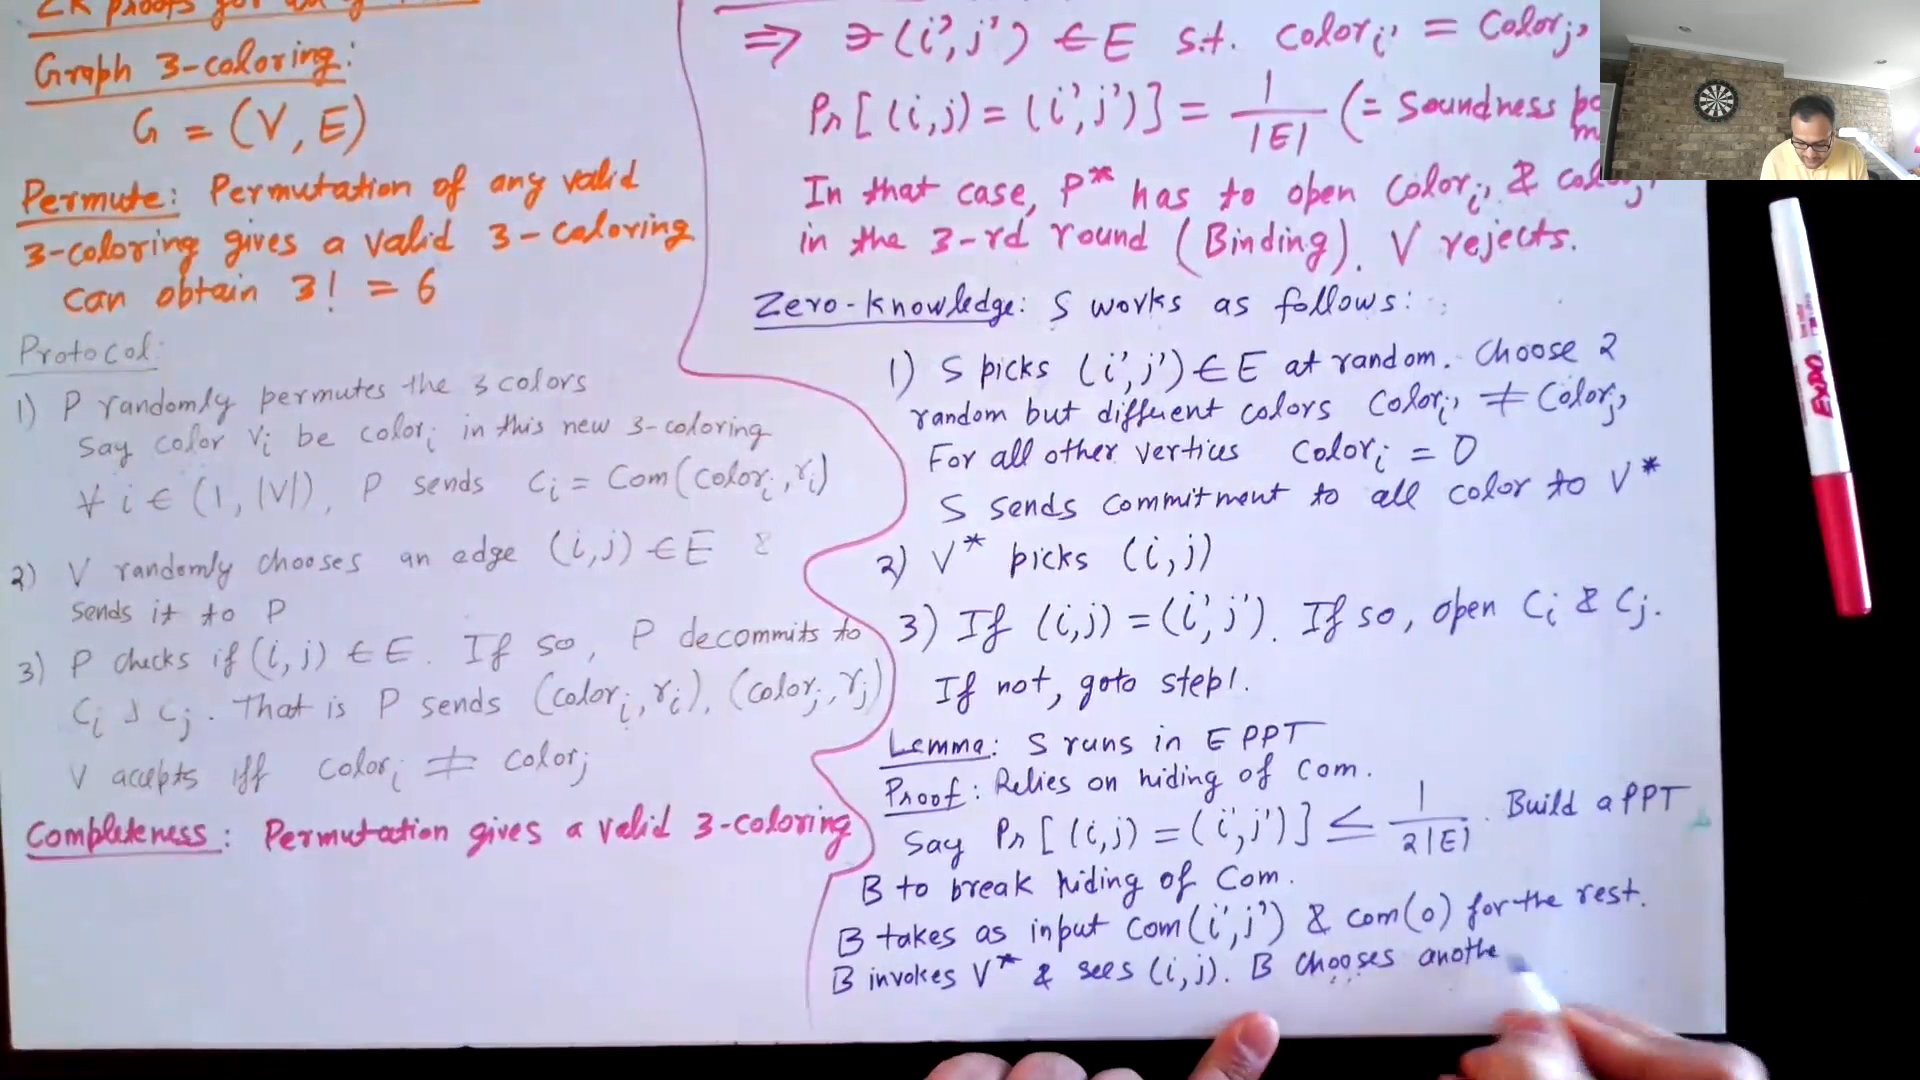 ZK proofs for
Graph 3-coloring:
G = (V, E)
Permute: Permutation of any valid
3-coloring gives a valid 3-coloring
can obtain 3! = 6
Protocol:
1) P randomly permutes the 3 colors
Say color vᵢ be colorᵢ in this new 3-coloring
∀ i ∈ (1, |V|), P sends cᵢ = Com(colorᵢ, rᵢ)
2) V randomly chooses an edge (i,j) ∈ E &
sends it to P
3) P checks if (i, j) ∈ E. If so, P decommits to
Cᵢ & Cⱼ. That is P sends (colorᵢ, rᵢ), (colorⱼ, rⱼ)
V accepts iff colorᵢ ≠ colorⱼ
Completeness: Permutation gives a valid 3-coloring
⇒ ∃ (i', j') ∈ E s.t. colorᵢ' = Colorⱼ'
Pr[(i,j) = (i',j')] = 1/|E| (= Soundness
In that case, P* has to open Colorᵢ' & colorⱼ'
in the 3-rd round (Binding). V rejects.
Zero-knowledge: S works as follows:
1) S picks (i',j') ∈ E at random. Choose 2
random but different colors Colorᵢ' ≠ Colorⱼ'
For all other vertices Colorᵢ = 0
S sends commitment to all color to V*
2) V* picks (i,j)
3) If (i,j) = (i',j'). If so, open Cᵢ & Cⱼ.
If not, goto step 1.
Lemma: S runs in EPPT
Proof: Relies on hiding of Com.
Say Pr[(i,j) = (i',j')] ≤ 1/2|E|. Build a PPT
B to break hiding of Com.
B takes as input Com(i',j') & com(0) for the rest.
B invokes V* & sees (i,j). B chooses anothe
EXPO